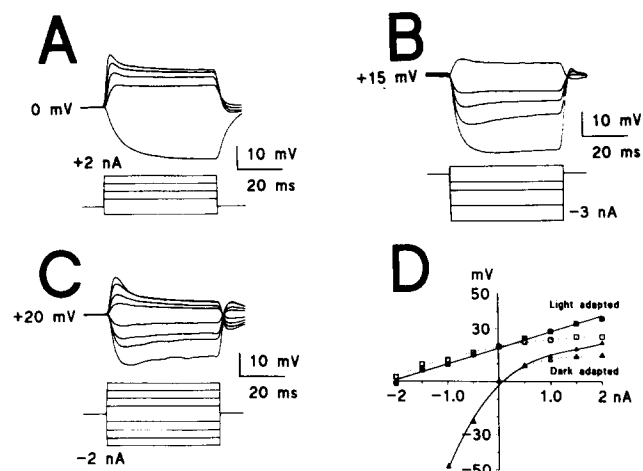 A
0 mV
+2 nA
10 mV
20 ms
B
+15 mV
10 mV
20 ms
−3 nA
C
+20 mV
10 mV
20 ms
−2 nA
D
mV
50
Light adapted
30
10
Dark adapted
-2 -1.0 1.0 2 nA
-30
-50